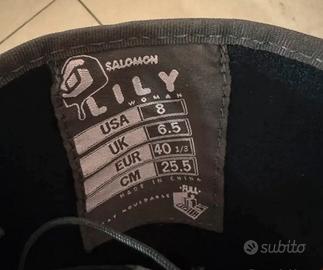 SALOMON
LILY
WOMAN
USA 8
UK 6.5
EUR 40 1/3
CM 25.5
MADE IN CHINA
FULL
subito